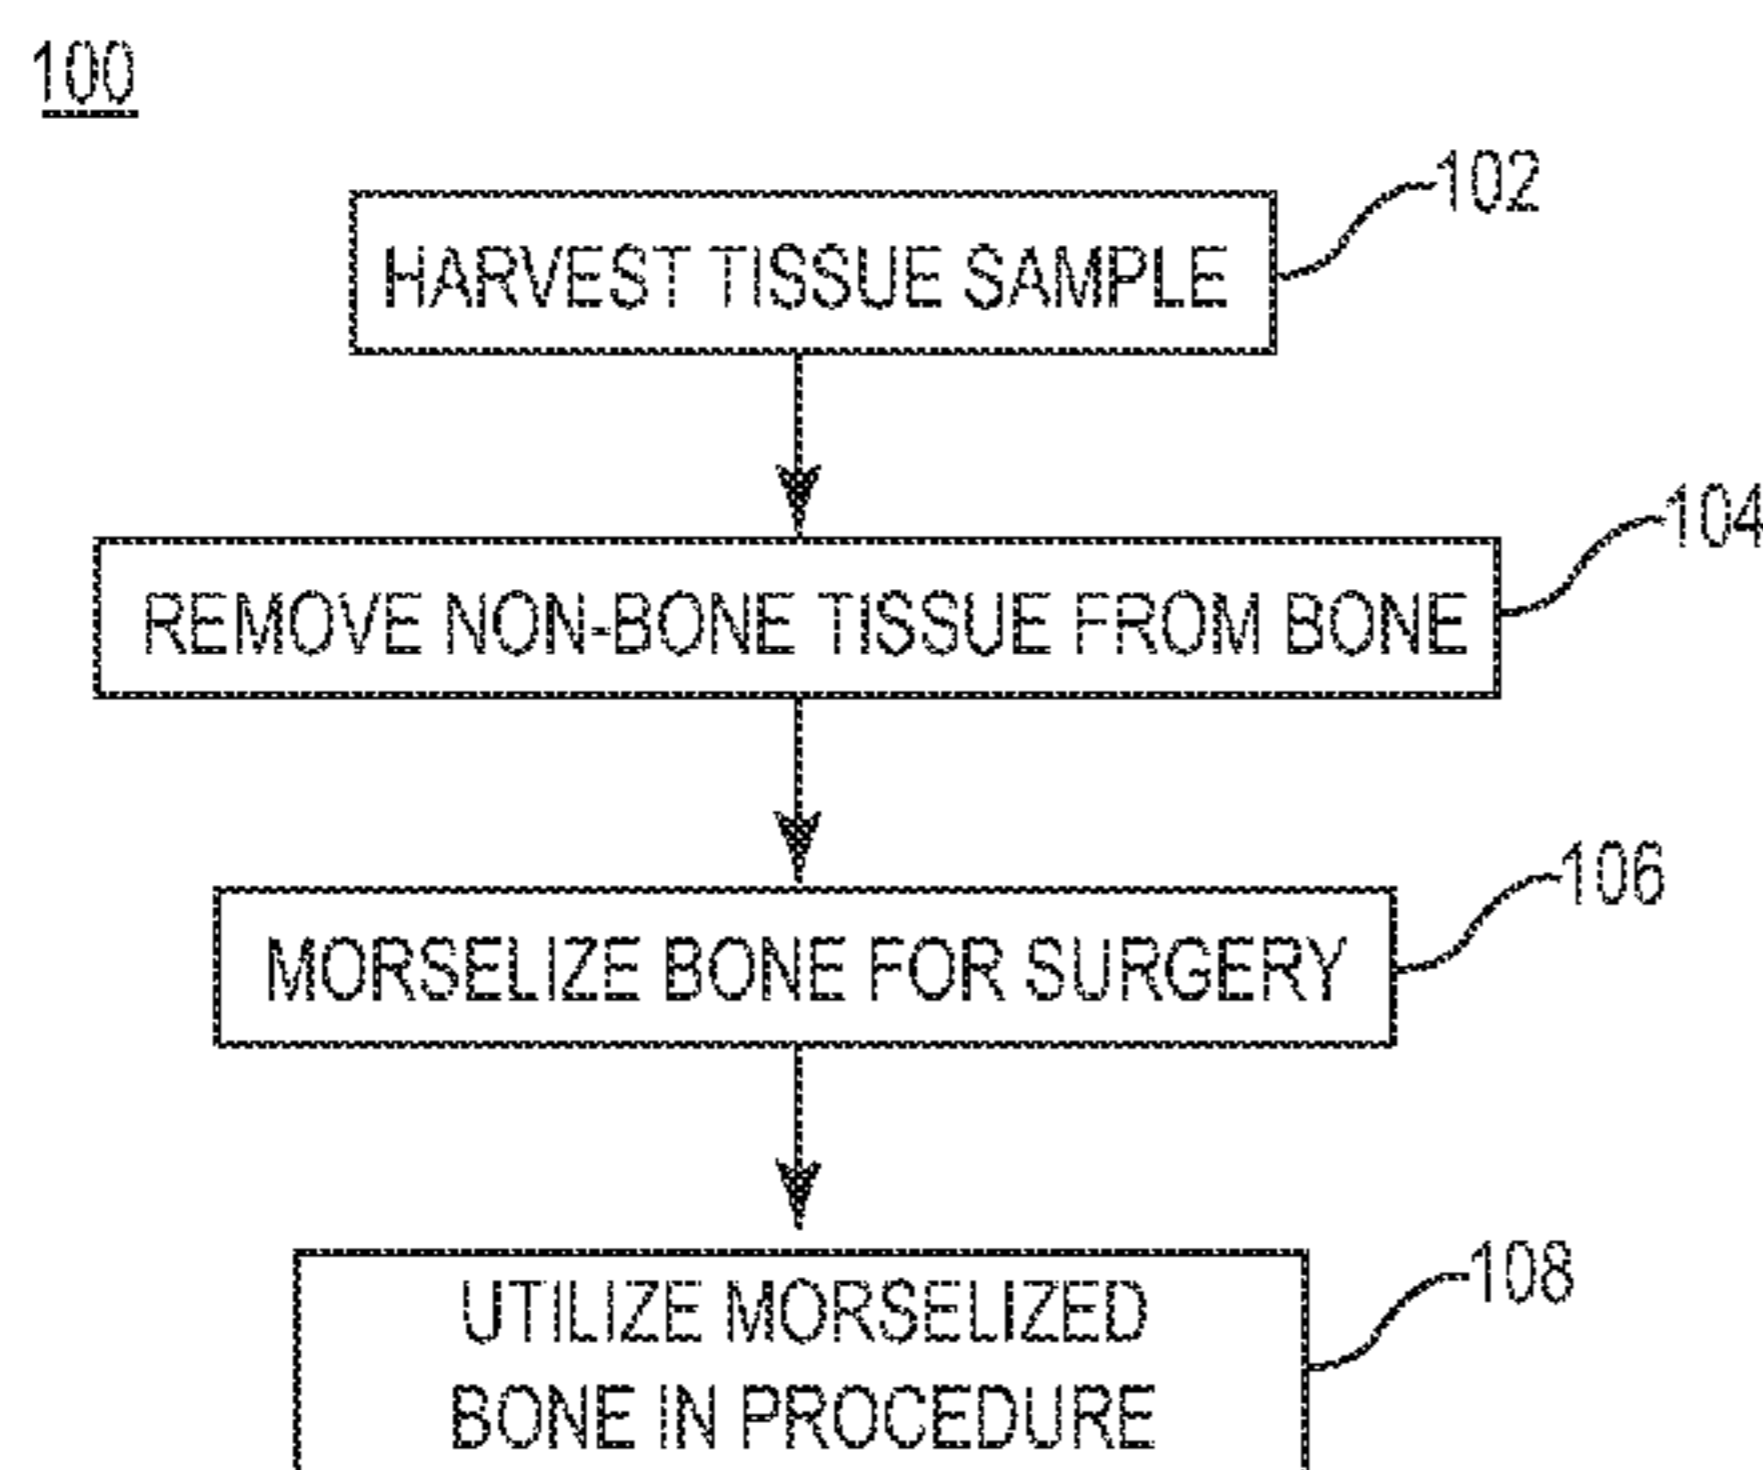 100
102
HARVEST TISSUE SAMPLE
104
REMOVE NON-BONE TISSUE FROM BONE
106
MORSELIZE BONE FOR SURGERY
108
UTILIZE MORSELIZED
BONE IN PROCEDURE